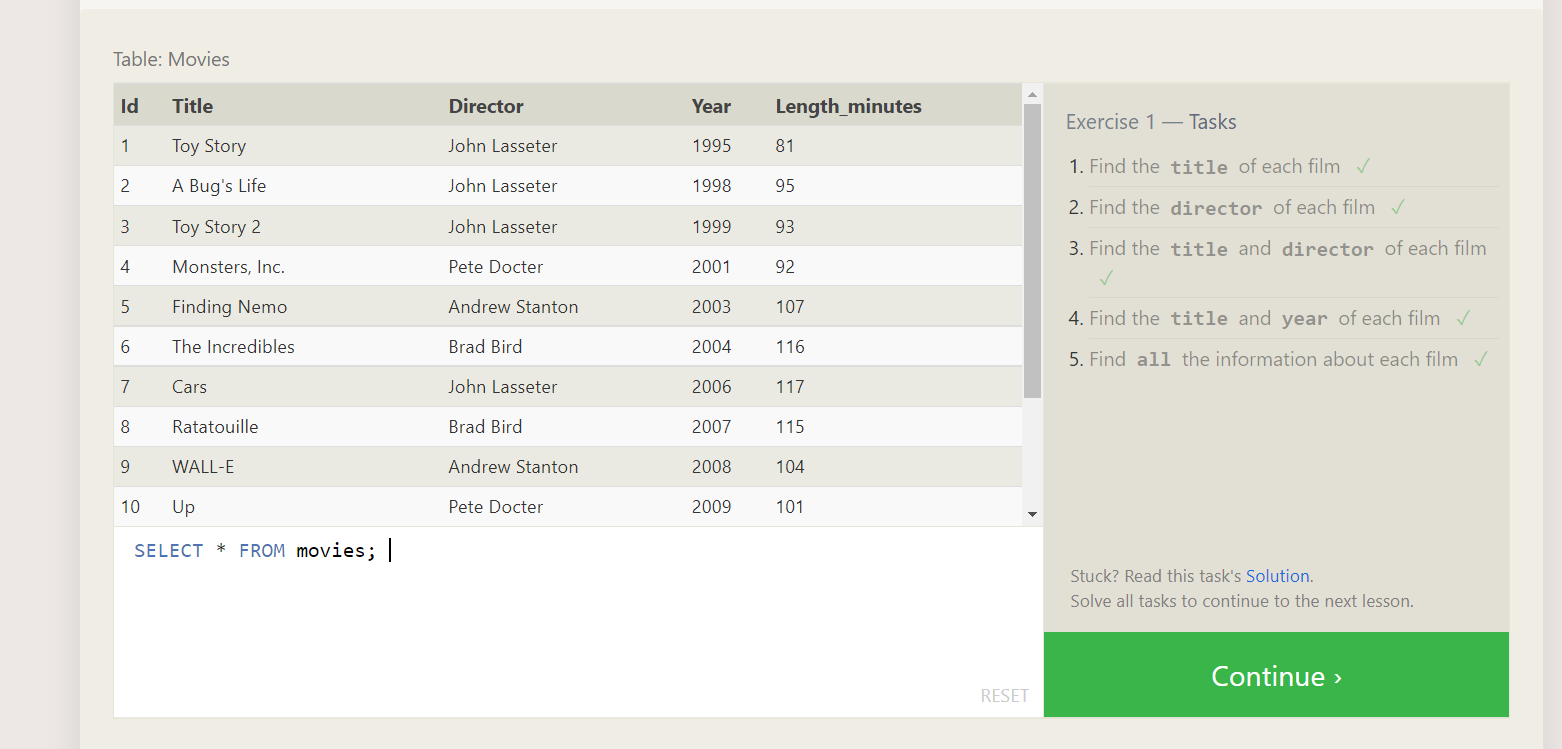 Table: Movies
Id Title Director Year Length_minutes
1 Toy Story John Lasseter 1995 81
2 A Bug's Life John Lasseter 1998 95
3 Toy Story 2 John Lasseter 1999 93
4 Monsters, Inc. Pete Docter 2001 92
5 Finding Nemo Andrew Stanton 2003 107
6 The Incredibles Brad Bird 2004 116
7 Cars John Lasseter 2006 117
8 Ratatouille Brad Bird 2007 115
9 WALL-E Andrew Stanton 2008 104
10 Up Pete Docter 2009 101
SELECT * FROM movies;
RESET
Exercise 1 — Tasks
1. Find the title of each film ✓
2. Find the director of each film ✓
3. Find the title and director of each film
✓
4. Find the title and year of each film ✓
5. Find all the information about each film ✓
Stuck? Read this task's Solution.
Solve all tasks to continue to the next lesson.
Continue ›